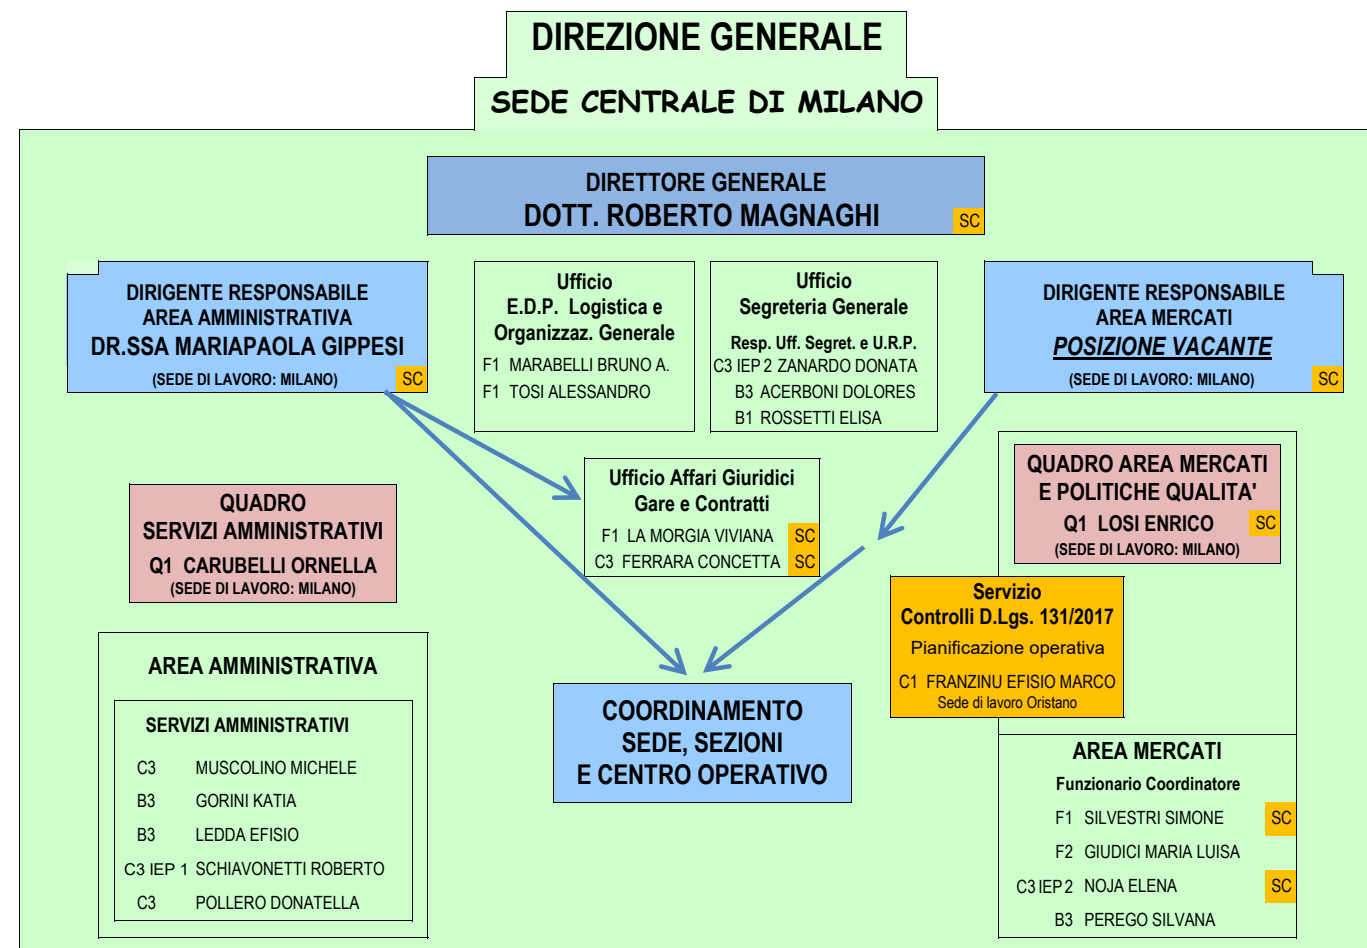 DIREZIONE GENERALE
SEDE CENTRALE DI MILANO
DIRETTORE GENERALE
DOTT. ROBERTO MAGNAGHI
SC
DIRIGENTE RESPONSABILE
AREA AMMINISTRATIVA
DR.SSA MARIAPAOLA GIPPESI
(SEDE DI LAVORO: MILANO)
SC
Ufficio
E.D.P. Logistica e
Organizzaz. Generale
F1 MARABELLI BRUNO A.
F1 TOSI ALESSANDRO
Ufficio
Segreteria Generale
Resp. Uff. Segret. e U.R.P.
C3 IEP 2 ZANARDO DONATA
B3 ACERBONI DOLORES
B1 ROSSETTI ELISA
DIRIGENTE RESPONSABILE
AREA MERCATI
POSIZIONE VACANTE
(SEDE DI LAVORO: MILANO)
SC
Ufficio Affari Giuridici
Gare e Contratti
F1 LA MORGIA VIVIANA SC
C3 FERRARA CONCETTA SC
QUADRO
SERVIZI AMMINISTRATIVI
Q1 CARUBELLI ORNELLA
(SEDE DI LAVORO: MILANO)
QUADRO AREA MERCATI
E POLITICHE QUALITA'
Q1 LOSI ENRICO SC
(SEDE DI LAVORO: MILANO)
Servizio
Controlli D.Lgs. 131/2017
Pianificazione operativa
C1 FRANZINU EFISIO MARCO
Sede di lavoro Oristano
AREA AMMINISTRATIVA
SERVIZI AMMINISTRATIVI
C3 MUSCOLINO MICHELE
B3 GORINI KATIA
B3 LEDDA EFISIO
C3 IEP 1 SCHIAVONETTI ROBERTO
C3 POLLERO DONATELLA
COORDINAMENTO
SEDE, SEZIONI
E CENTRO OPERATIVO
AREA MERCATI
Funzionario Coordinatore
F1 SILVESTRI SIMONE SC
F2 GIUDICI MARIA LUISA
C3 IEP 2 NOJA ELENA SC
B3 PEREGO SILVANA